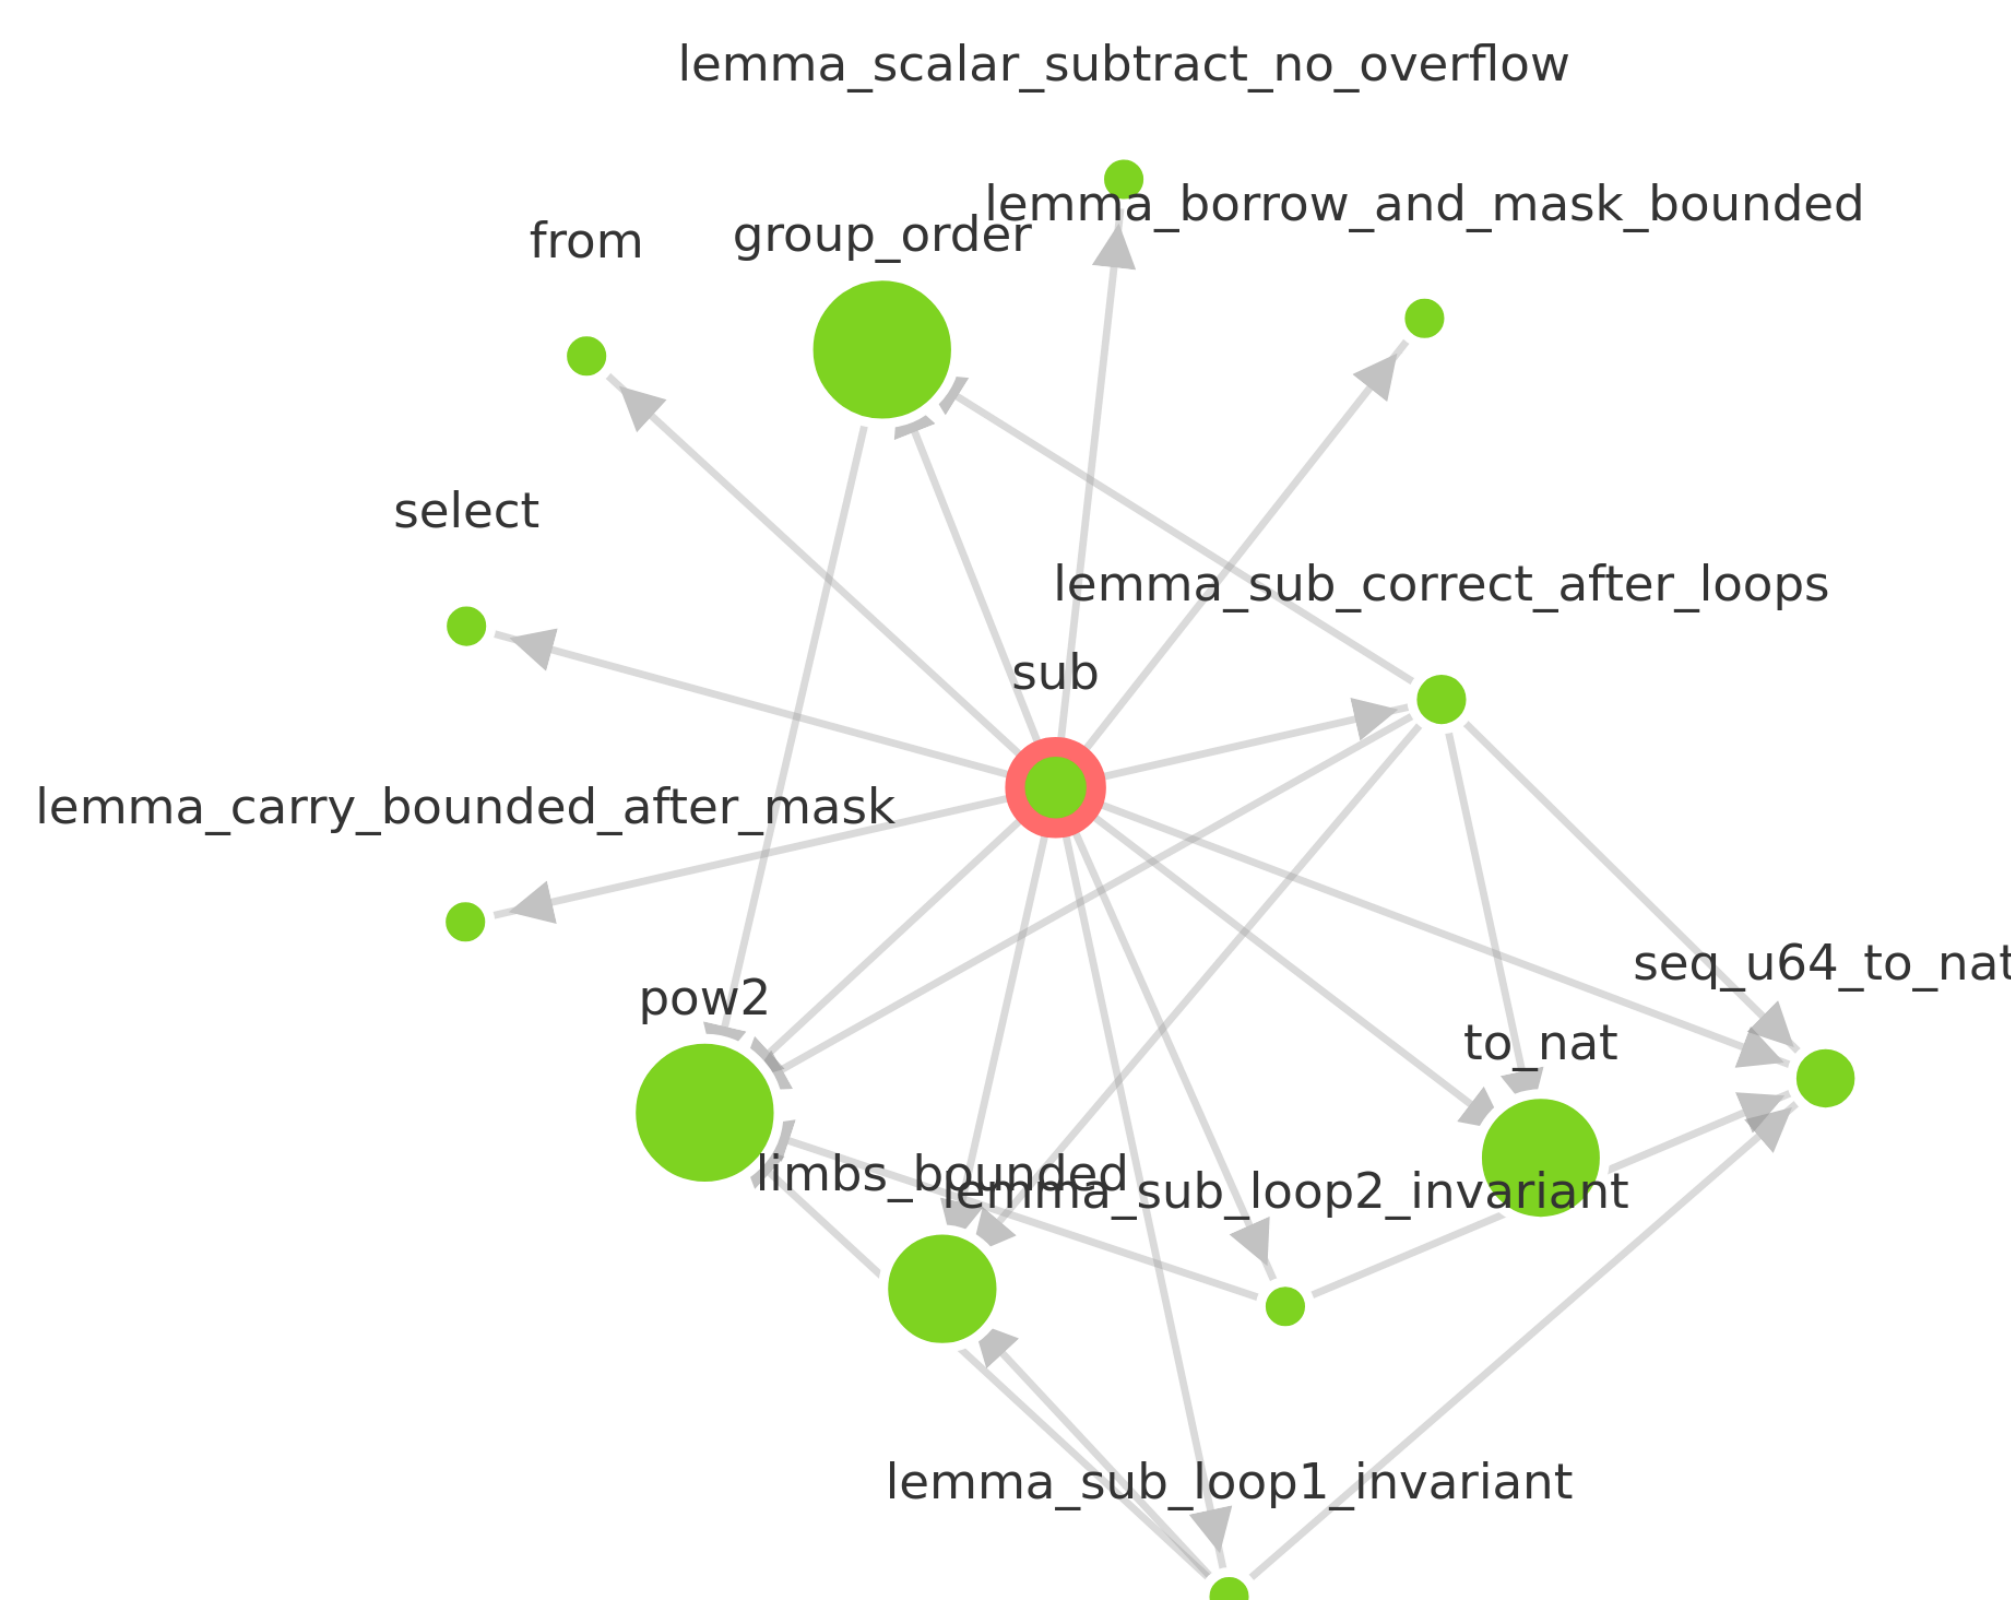 lemma_scalar_subtract_no_overflow
lemma_borrow_and_mask_bounded
from
group_order
select
lemma_sub_correct_after_loops
sub
lemma_carry_bounded_after_mask
seq_u64_to_nat
pow2
to_nat
limbs_bounded
lemma_sub_loop2_invariant
lemma_sub_loop1_invariant